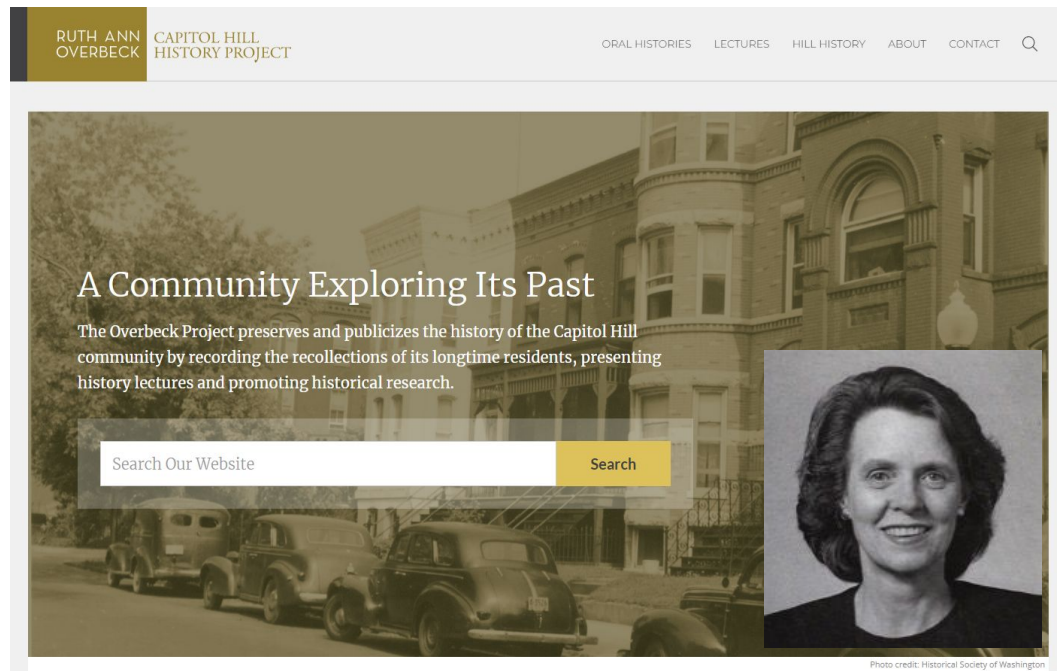 RUTH ANN
OVERBECK
CAPITOL HILL
HISTORY PROJECT
ORAL HISTORIES LECTURES HILL HISTORY ABOUT CONTACT
A Community Exploring Its Past
The Overbeck Project preserves and publicizes the history of the Capitol Hill
community by recording the recollections of its longtime residents, presenting
history lectures and promoting historical research.
Search Our Website
Search
Photo credit: Historical Society of Washington